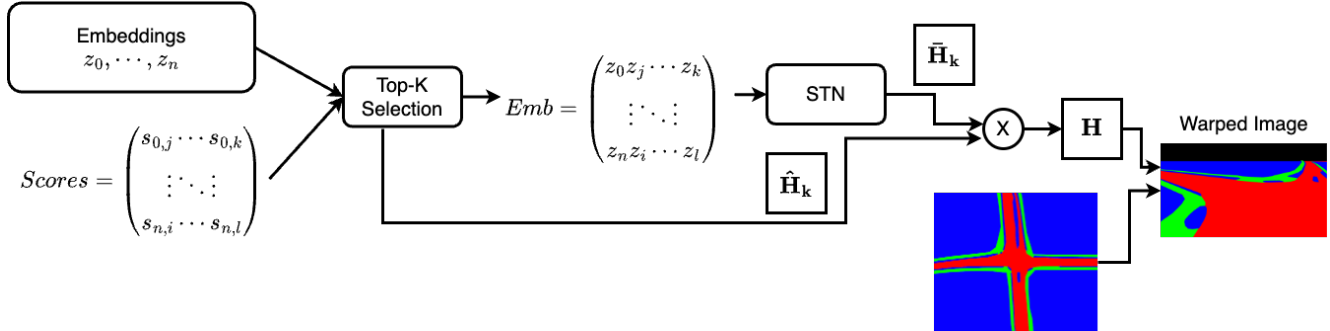 Embeddings
z_0, ⋯, z_n
Scores = ( s_{0,j} ⋯ s_{0,k}
⋮ ⋱ ⋮
s_{n,i} ⋯ s_{n,l} )
Top-K
Selection
Emb = ( z_0 z_j ⋯ z_k
⋮ ⋱ ⋮
z_n z_i ⋯ z_l )
STN
H̄_k
Ĥ_k
X
H
Warped Image